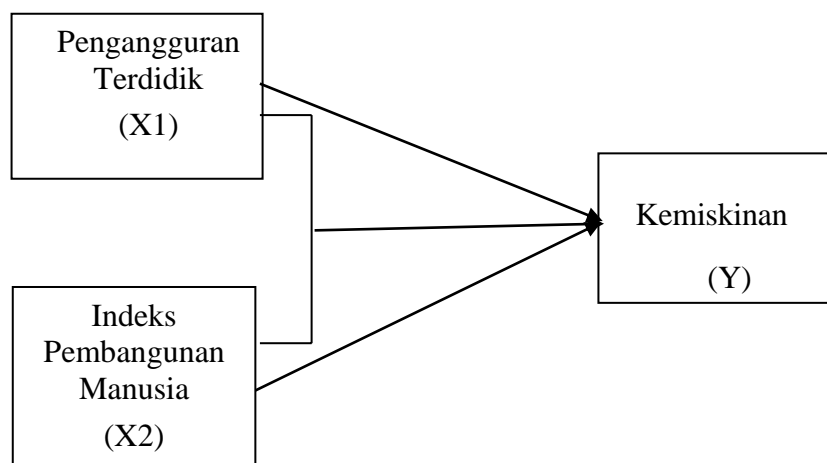 Pengangguran
Terdidik
(X1)
Kemiskinan
(Y)
Indeks
Pembangunan
Manusia
(X2)